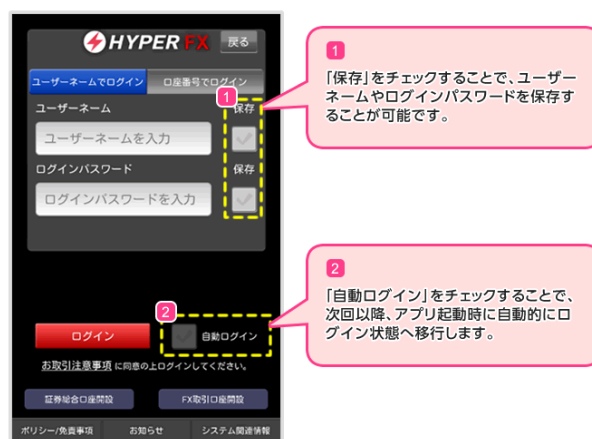 HYPER FX
戻る
ユーザーネームでログイン
口座番号でログイン
ユーザーネーム
1
保存
ユーザーネームを入力
ログインパスワード
保存
ログインパスワードを入力
2
ログイン
自動ログイン
お取引注意事項 に同意の上ログインしてください。
証券総合口座開設
FX取引口座開設
ポリシー/免責事項
お知らせ
システム関連情報
1
「保存」をチェックすることで、ユーザー
ネームやログインパスワードを保存す
ることが可能です。
2
「自動ログイン」をチェックすることで、
次回以降、アプリ起動時に自動的にロ
グイン状態へ移行します。